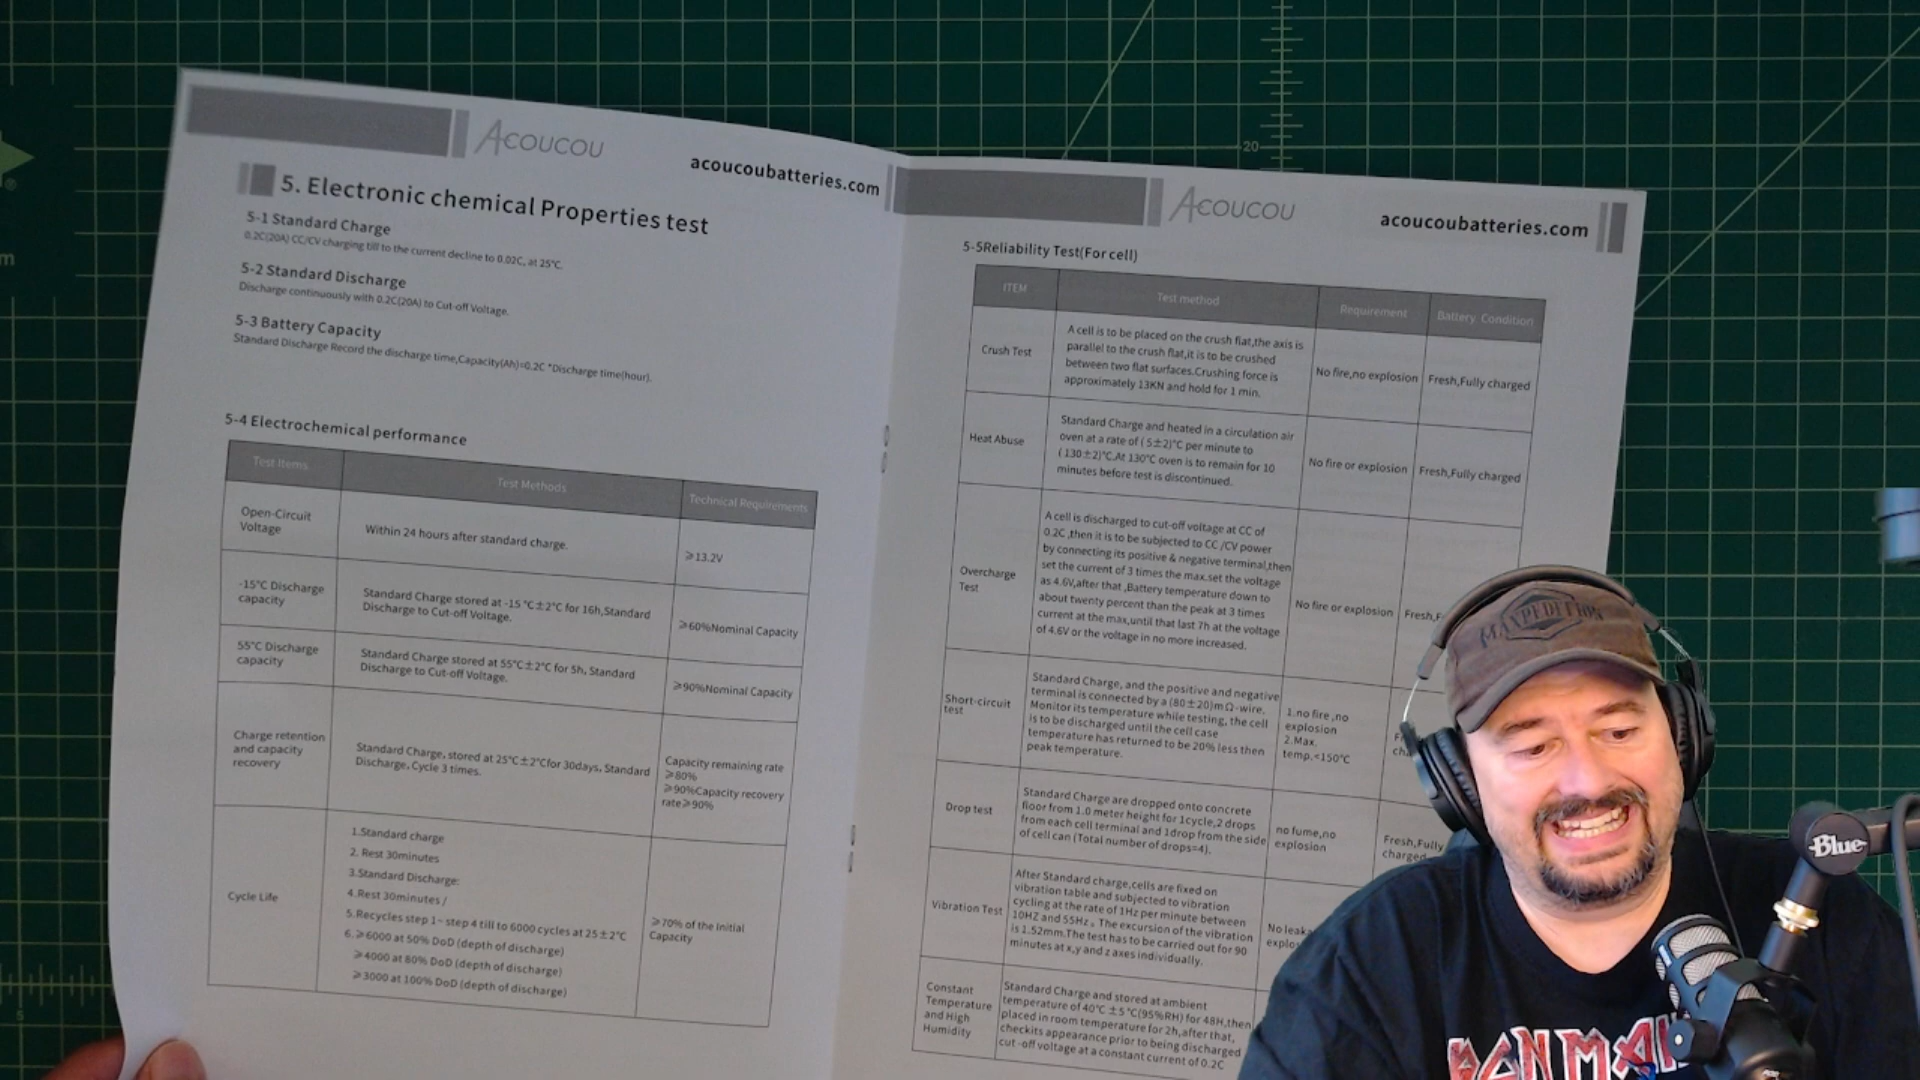 ACOUCOU
acoucoubatteries.com
5. Electronic chemical Properties test
5-1 Standard Charge
0.2C(20A) CC/CV charging till to the current decline to 0.02C, at 25℃.
5-2 Standard Discharge
Discharge continuously with 0.2C(20A) to Cut-off Voltage.
5-3 Battery Capacity
Standard Discharge Record the discharge time,Capacity(Ah)=0.2C *Discharge time(hour).
5-4 Electrochemical performance
Test Items
Test Methods
Technical Requirements
Open-Circuit
Voltage
Within 24 hours after standard charge.
≥13.2V
-15℃ Discharge
capacity
Standard Charge stored at -15 ℃±2℃ for 16h,Standard
Discharge to Cut-off Voltage.
≥60%Nominal Capacity
55℃ Discharge
capacity
Standard Charge stored at 55℃±2℃ for 5h, Standard
Discharge to Cut-off Voltage.
≥90%Nominal Capacity
Charge retention
and capacity
recovery
Standard Charge, stored at 25℃±2℃for 30days, Standard
Discharge, Cycle 3 times.
Capacity remaining rate
≥80%
≥90%Capacity recovery
rate≥90%
Cycle Life
1.Standard charge
2. Rest 30minutes
3.Standard Discharge:
4.Rest 30minutes /
5.Recycles step 1~ step 4 till to 6000 cycles at 25±2℃
6.≥6000 at 50% DoD (depth of discharge)
≥4000 at 80% DoD (depth of discharge)
≥3000 at 100% DoD (depth of discharge)
≥70% of the Initial
Capacity
ACOUCOU
acoucoubatteries.com
5-5Reliability Test(For cell)
ITEM
Test method
Requirement
Battery Condition
Crush Test
A cell is to be placed on the crush flat,the axis is
parallel to the crush flat,it is to be crushed
between two flat surfaces.Crushing force is
approximately 13KN and hold for 1 min.
No fire,no explosion
Fresh,Fully charged
Heat Abuse
Standard Charge and heated in a circulation air
oven at a rate of ( 5±2)℃ per minute to
( 130±2)℃.At 130℃ oven is to remain for 10
minutes before test is discontinued.
No fire or explosion
Fresh,Fully charged
Overcharge
Test
A cell is discharged to cut-off voltage at CC of
0.2C ,then it is to be subjected to CC /CV power
by connecting its positive & negative terminal,then
set the current of 3 times the max.set the voltage
as 4.6V,after that ,Battery temperature down to
about twenty percent than the peak at 3 times
current at the max,until that last 7h at the voltage
of 4.6V or the voltage in no more increased.
No fire or explosion
Fresh,F
Short-circuit
test
Standard Charge, and the positive and negative
terminal is connected by a (80±20)mΩ-wire.
Monitor its temperature while testing, the cell
is to be discharged until the cell case
temperature has returned to be 20% less then
peak temperature.
1.no fire ,no
explosion
2.Max.
temp.<150℃
Drop test
Standard Charge are dropped onto concrete
floor from 1.0 meter height for 1cycle,2 drops
from each cell terminal and 1drop from the side
of cell can (Total number of drops=4).
no fume,no
explosion
Fresh,Fully
charged
Vibration Test
After Standard charge,cells are fixed on
vibration table and subjected to vibration
cycling at the rate of 1Hz per minute between
10HZ and 55Hz, The excursion of the vibration
is 1.52mm.The test has to be carried out for 90
minutes at x,y and z axes individually.
No leaka
explos
Constant
Temperature
and High
Humidity
Standard Charge and stored at ambient
temperature of 40℃ ±5 ℃(95%RH) for 48H,then
placed in room temperature for 2h,after that,
checkits appearance prior to being discharged
cut -off voltage at a constant current of 0.2C
20
5
m
MAXPEDITION
Blue
IRON MAI